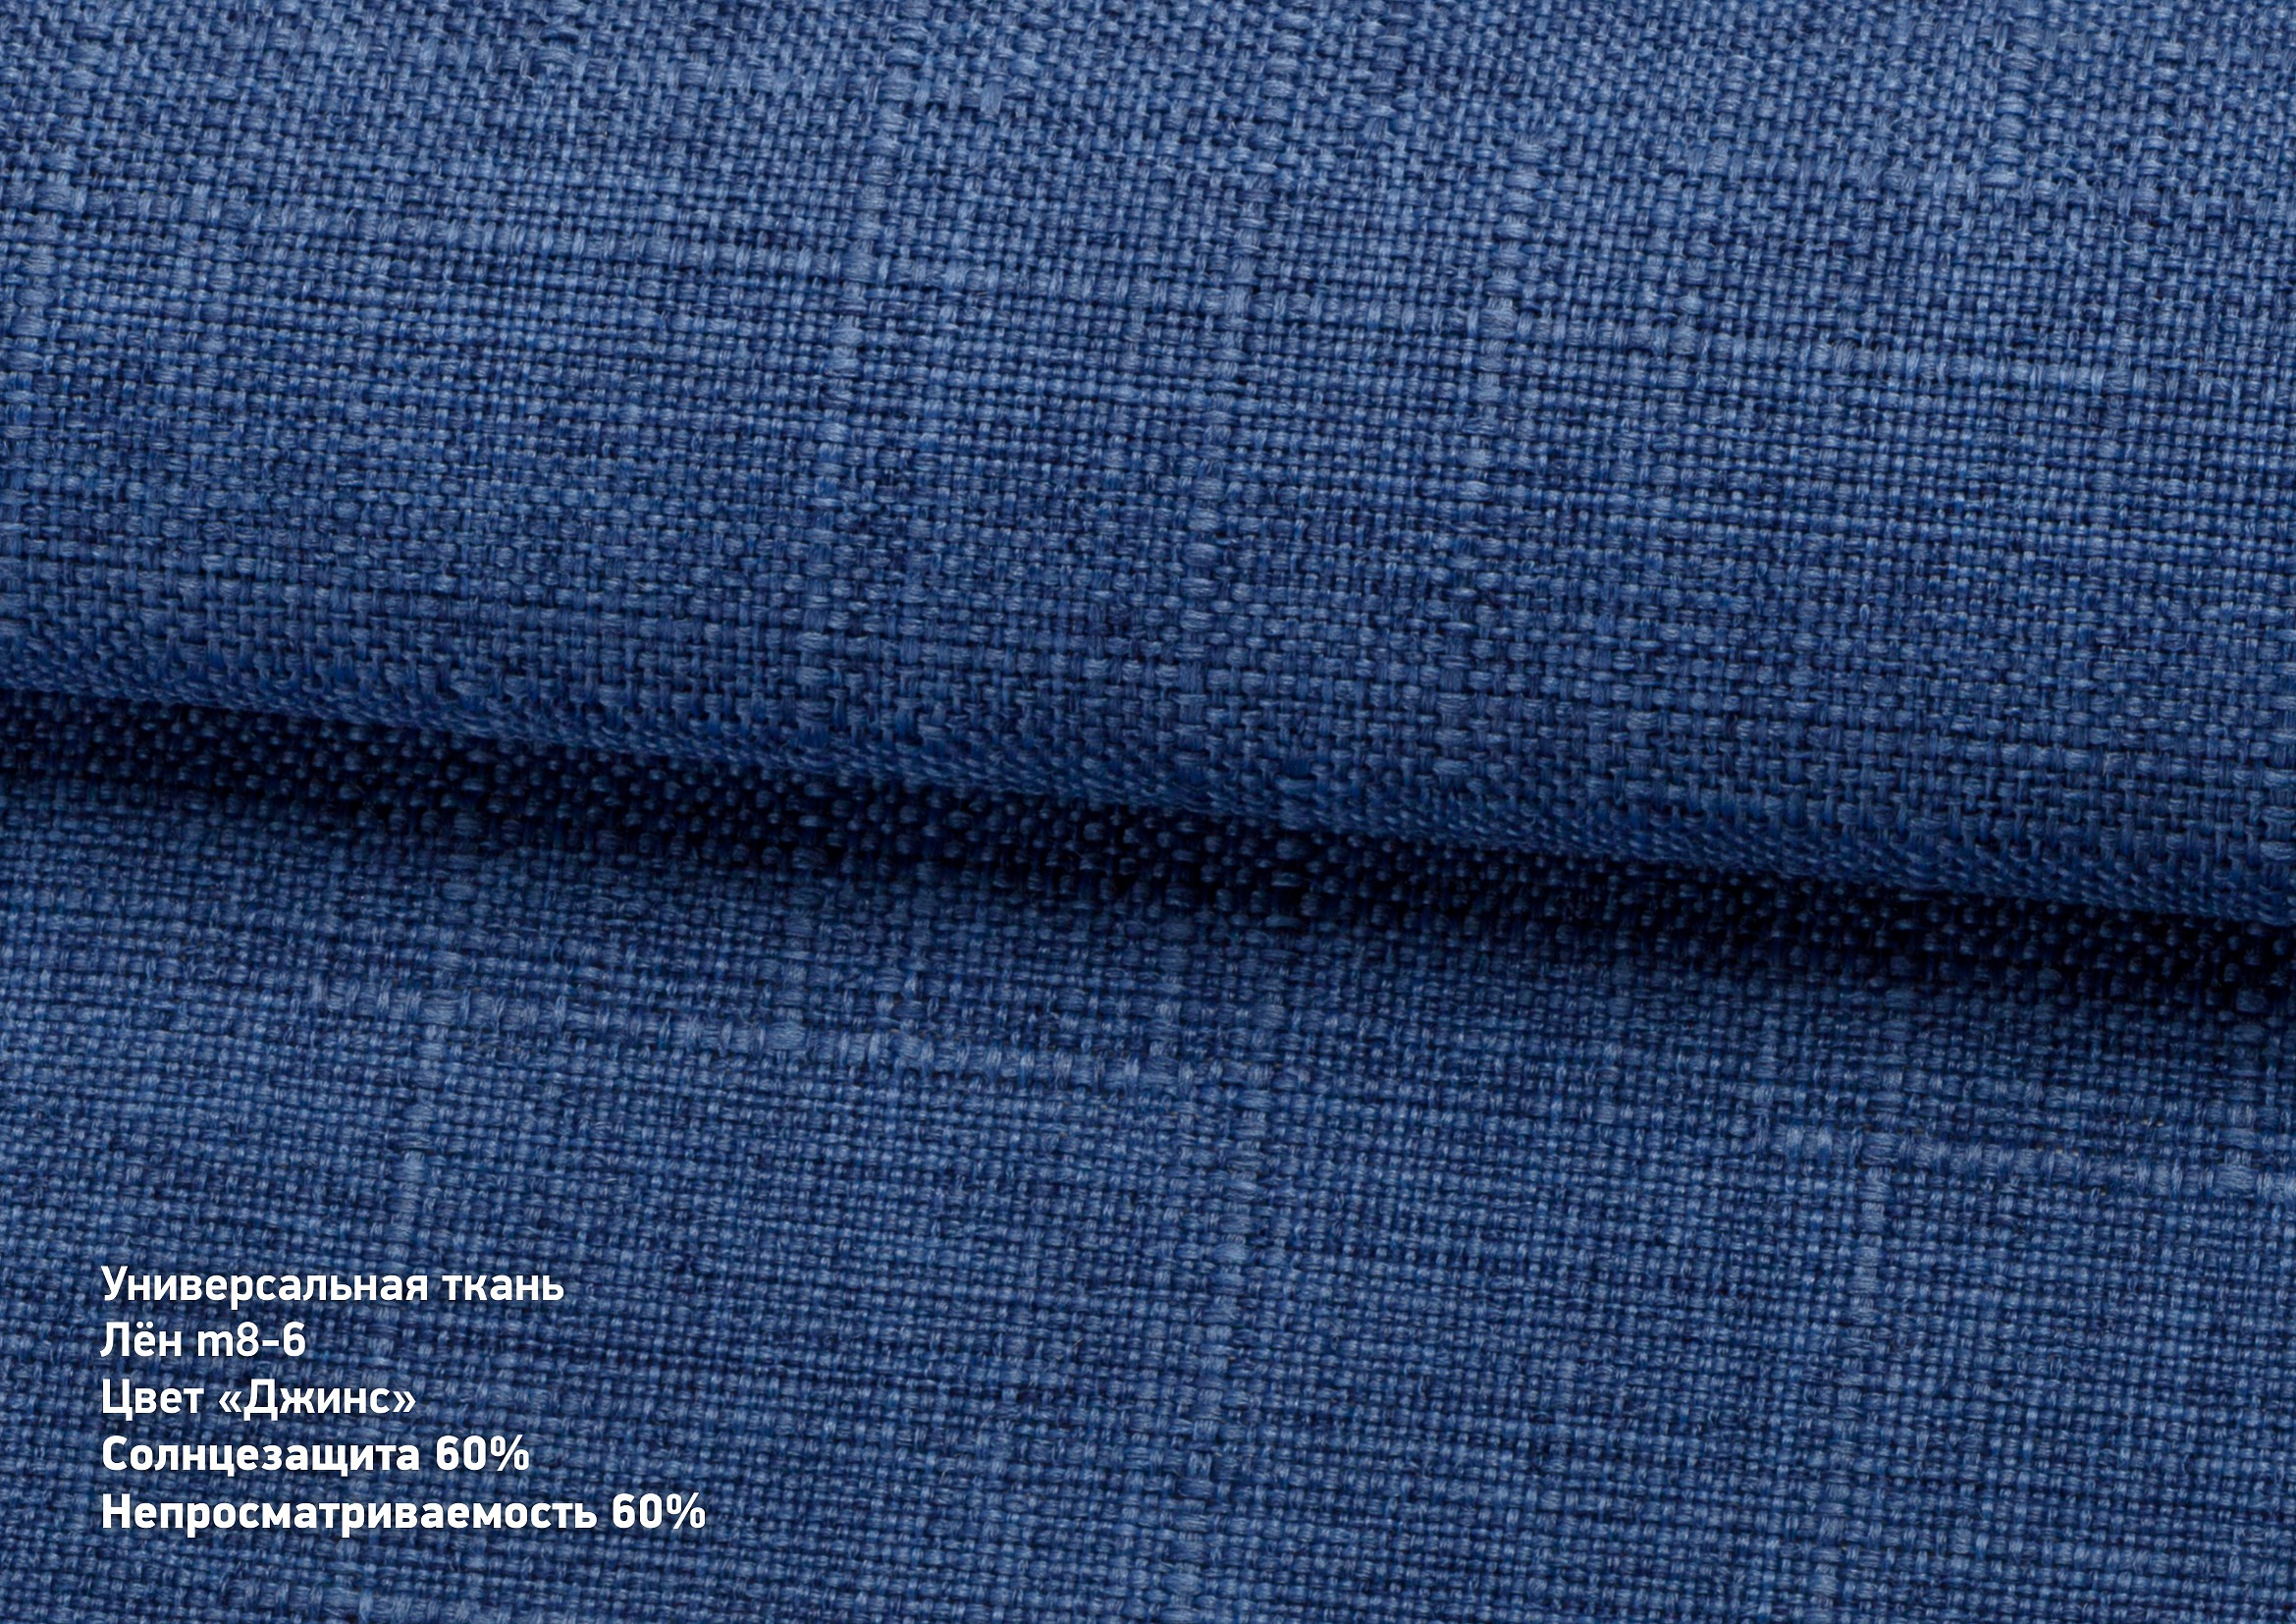 Универсальная ткань
Лён m8-6
Цвет «Джинс»
Солнцезащита 60%
Непросматриваемость 60%